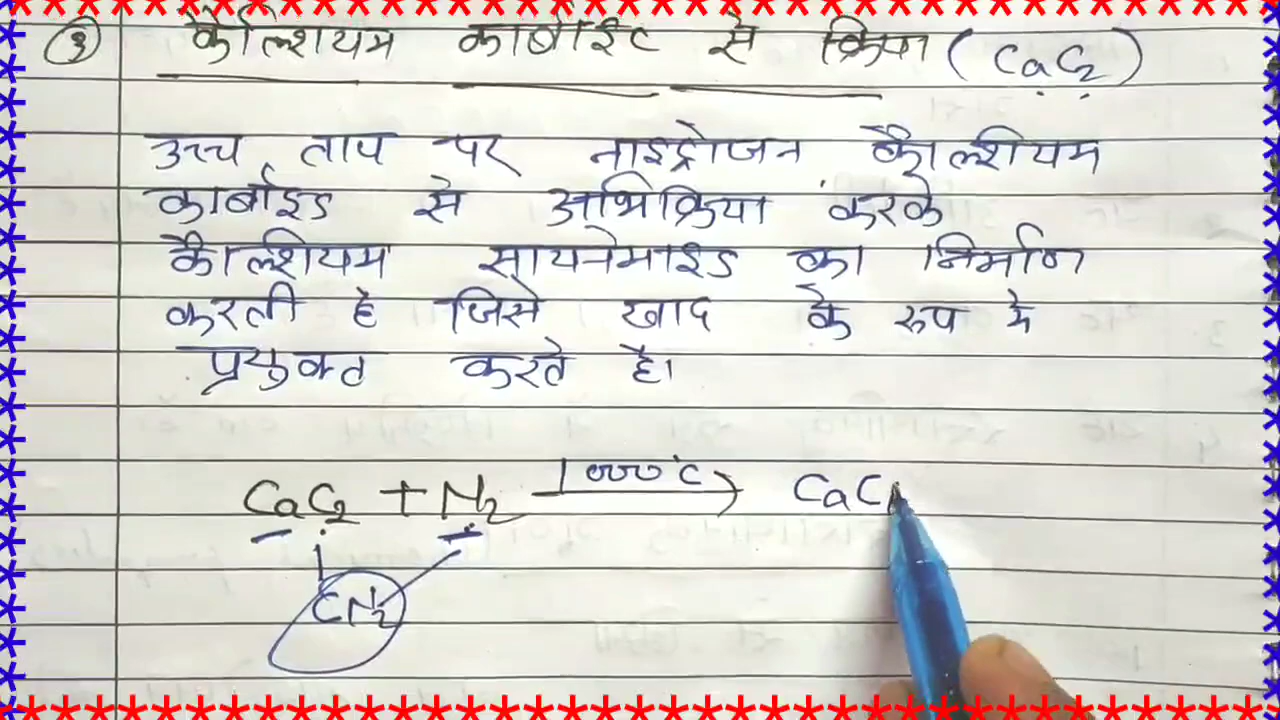 ③ कैल्शियम कार्बाइट से क्रिया ( CaC₂ )
उच्च ताप पर नाइट्रोजन कैल्शियम
कार्बाइड से अभिक्रिया करके
कैल्शियम सायनेमाइड का निर्माण
करती है जिसे खाद के रूप मे
प्रयुक्त करते है।
CaC₂ + N₂ 1000°C → CaC
CN₂